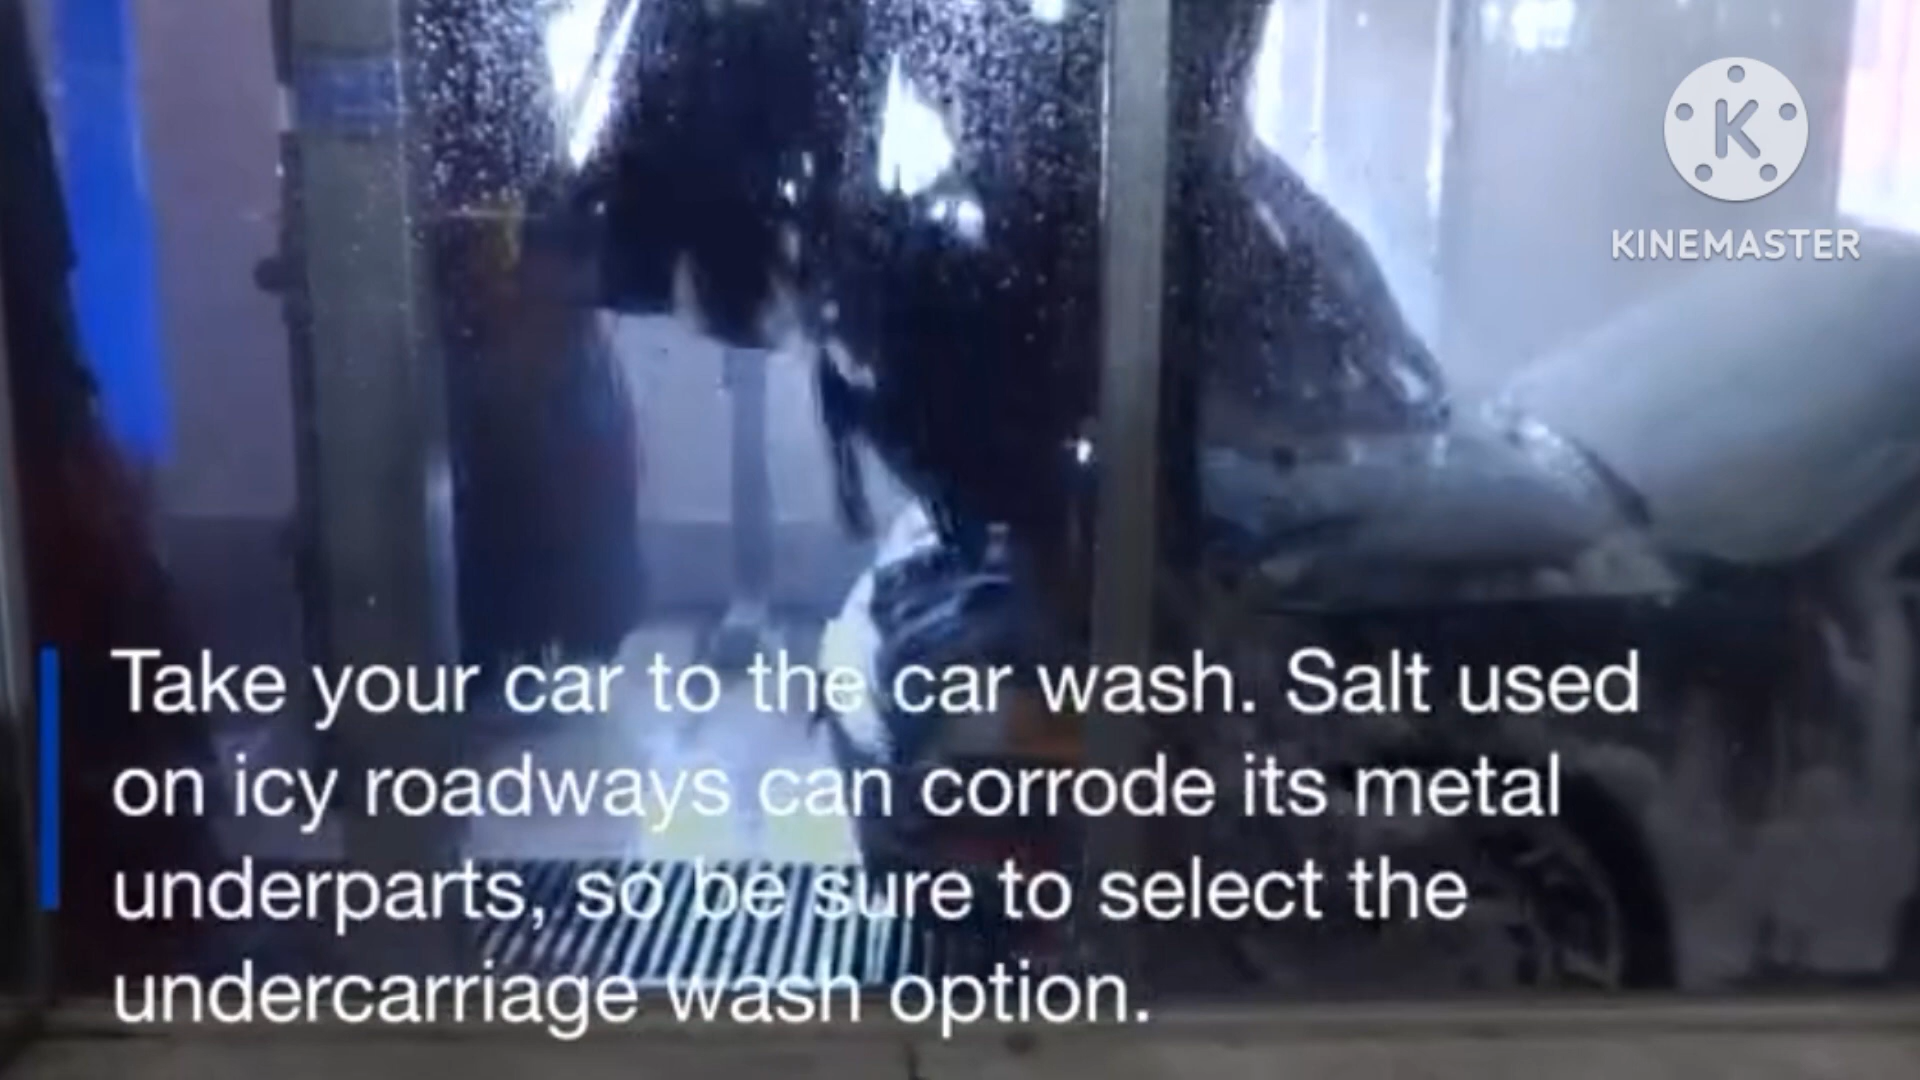 K
KINEMASTER
Take your car to the car wash. Salt used
on icy roadways can corrode its metal
underparts, so be sure to select the
undercarriage wash option.